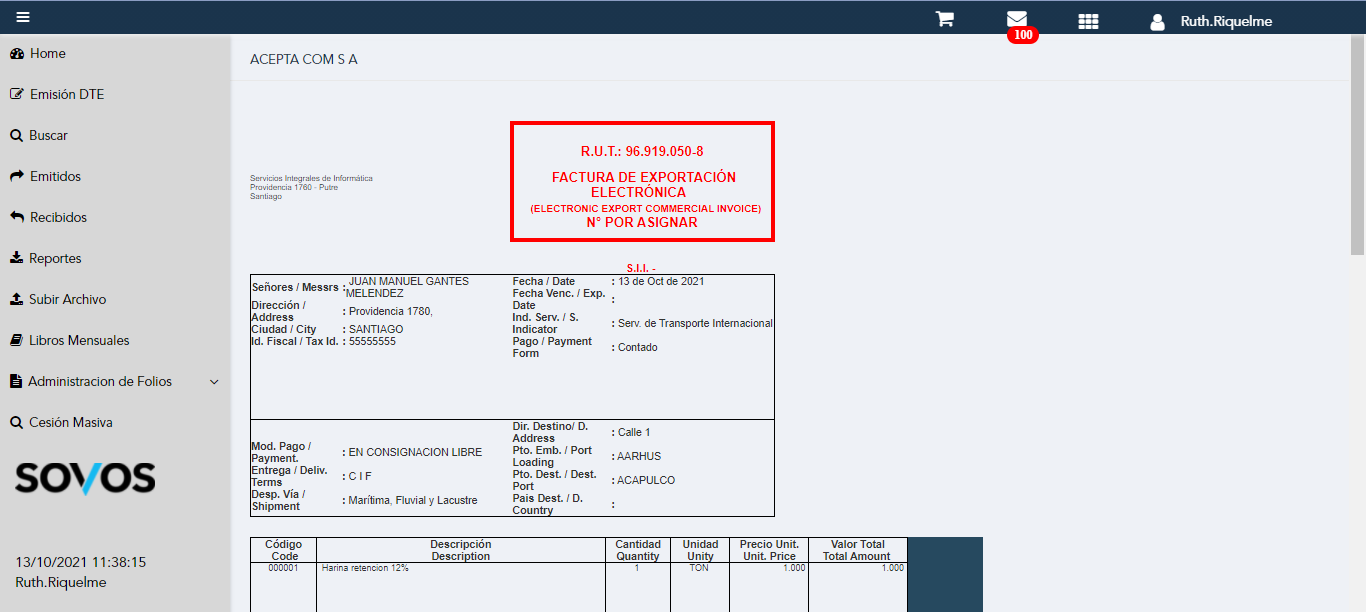 Ruth.Riquelme
100
Home
Emisión DTE
Buscar
Emitidos
Recibidos
Reportes
Subir Archivo
Libros Mensuales
Administracion de Folios
Cesión Masiva
SOVOS
13/10/2021 11:38:15
Ruth.Riquelme
ACEPTA COM S A
Servicios Integrales de Informática
Providencia 1760 - Putre
Santiago
R.U.T.: 96.919.050-8
FACTURA DE EXPORTACIÓN
ELECTRÓNICA
(ELECTRONIC EXPORT COMMERCIAL INVOICE)
N° POR ASIGNAR
S.I.I. -
Señores / Messrs : JUAN MANUEL GANTES
MELENDEZ
Dirección /
Address : Providencia 1780,
Ciudad / City : SANTIAGO
Id. Fiscal / Tax Id. : 55555555
Fecha / Date : 13 de Oct de 2021
Fecha Venc. / Exp.
Date :
Ind. Serv. / S.
Indicator : Serv. de Transporte Internacional
Pago / Payment
Form : Contado
Mod. Pago /
Payment. : EN CONSIGNACION LIBRE
Entrega / Deliv.
Terms : C I F
Desp. Vía /
Shipment : Marítima, Fluvial y Lacustre
Dir. Destino/ D.
Address : Calle 1
Pto. Emb. / Port
Loading : AARHUS
Pto. Dest. / Dest.
Port : ACAPULCO
Pais Dest. / D.
Country :
Código Descripción Cantidad Unidad Precio Unit. Valor Total
Code Description Quantity Unity Unit. Price Total Amount
000001 Harina retencion 12% 1 TON 1.000 1.000